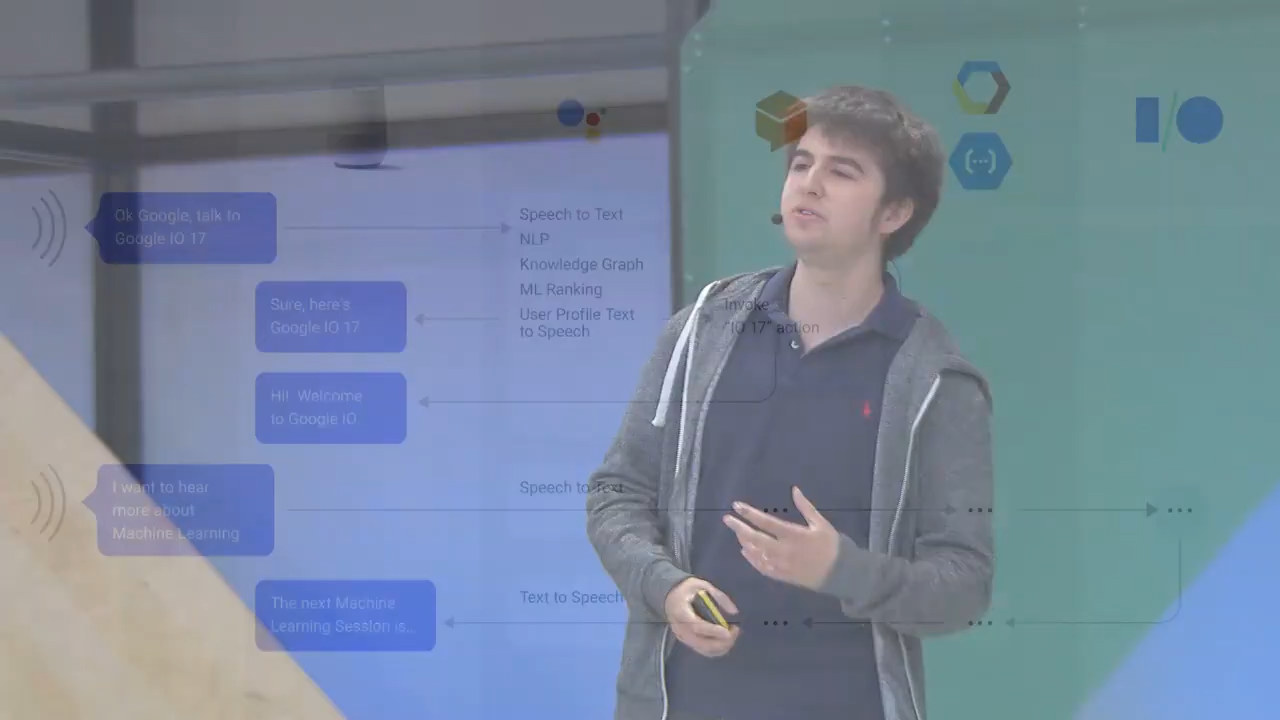 I/O
Ok Google, talk to
Google IO 17
Speech to Text
NLP
Knowledge Graph
ML Ranking
User Profile Text
to Speech
Sure, here's
Google IO 17
Invoke
"IO 17" action
Hi! Welcome
to Google IO
I want to hear
more about
Machine Learning
Speech to Text
...
...
...
The next Machine
Learning Session is...
Text to Speech
...
...